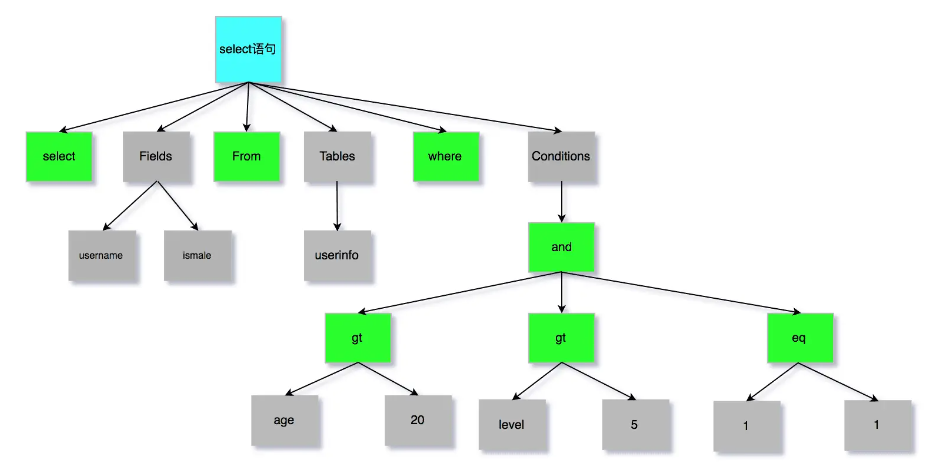 select语句
select
Fields
From
Tables
where
Conditions
username
ismale
userinfo
and
gt
gt
eq
age
20
level
5
1
1